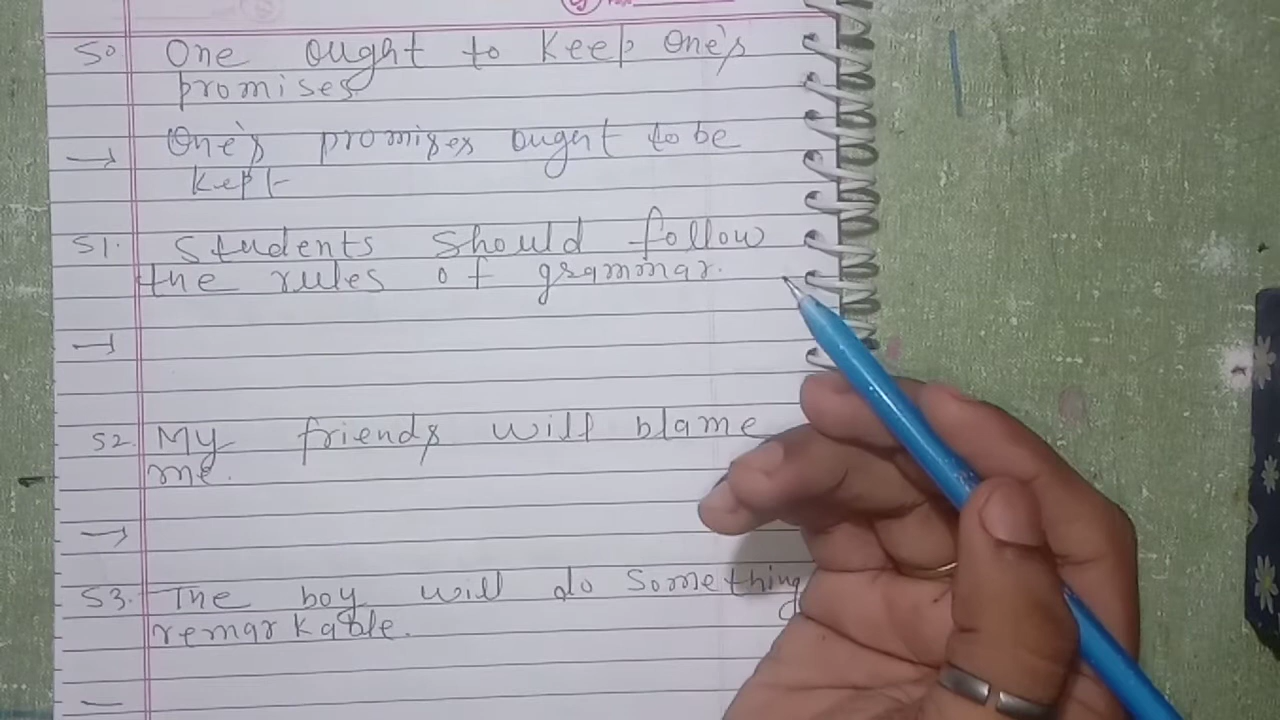 50 One ought to keep One's
promises
→ One's promises ought to be
kept
51. Students should follow
the rules of grammar.
→
52. My friends will blame
me.
→
53. The boy will do something
remarkable.